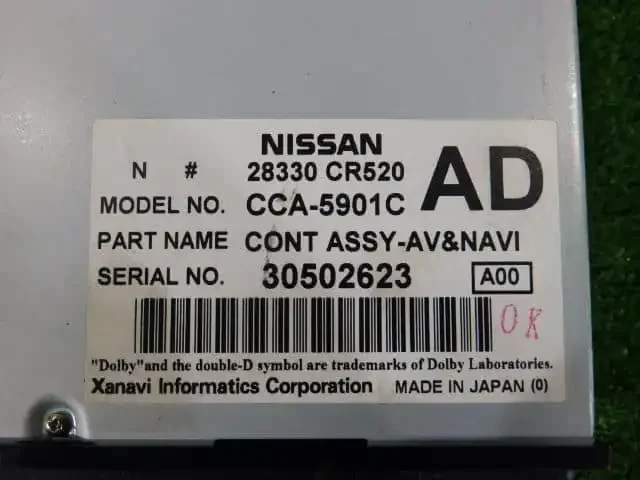 NISSAN
N # 28330 CR520 AD
MODEL NO. CCA-5901C
PART NAME CONT ASSY-AV&NAVI
SERIAL NO. 30502623 A00
OK
"Dolby"and the double-D symbol are trademarks of Dolby Laboratories.
Xanavi Informatics Corporation MADE IN JAPAN (0)